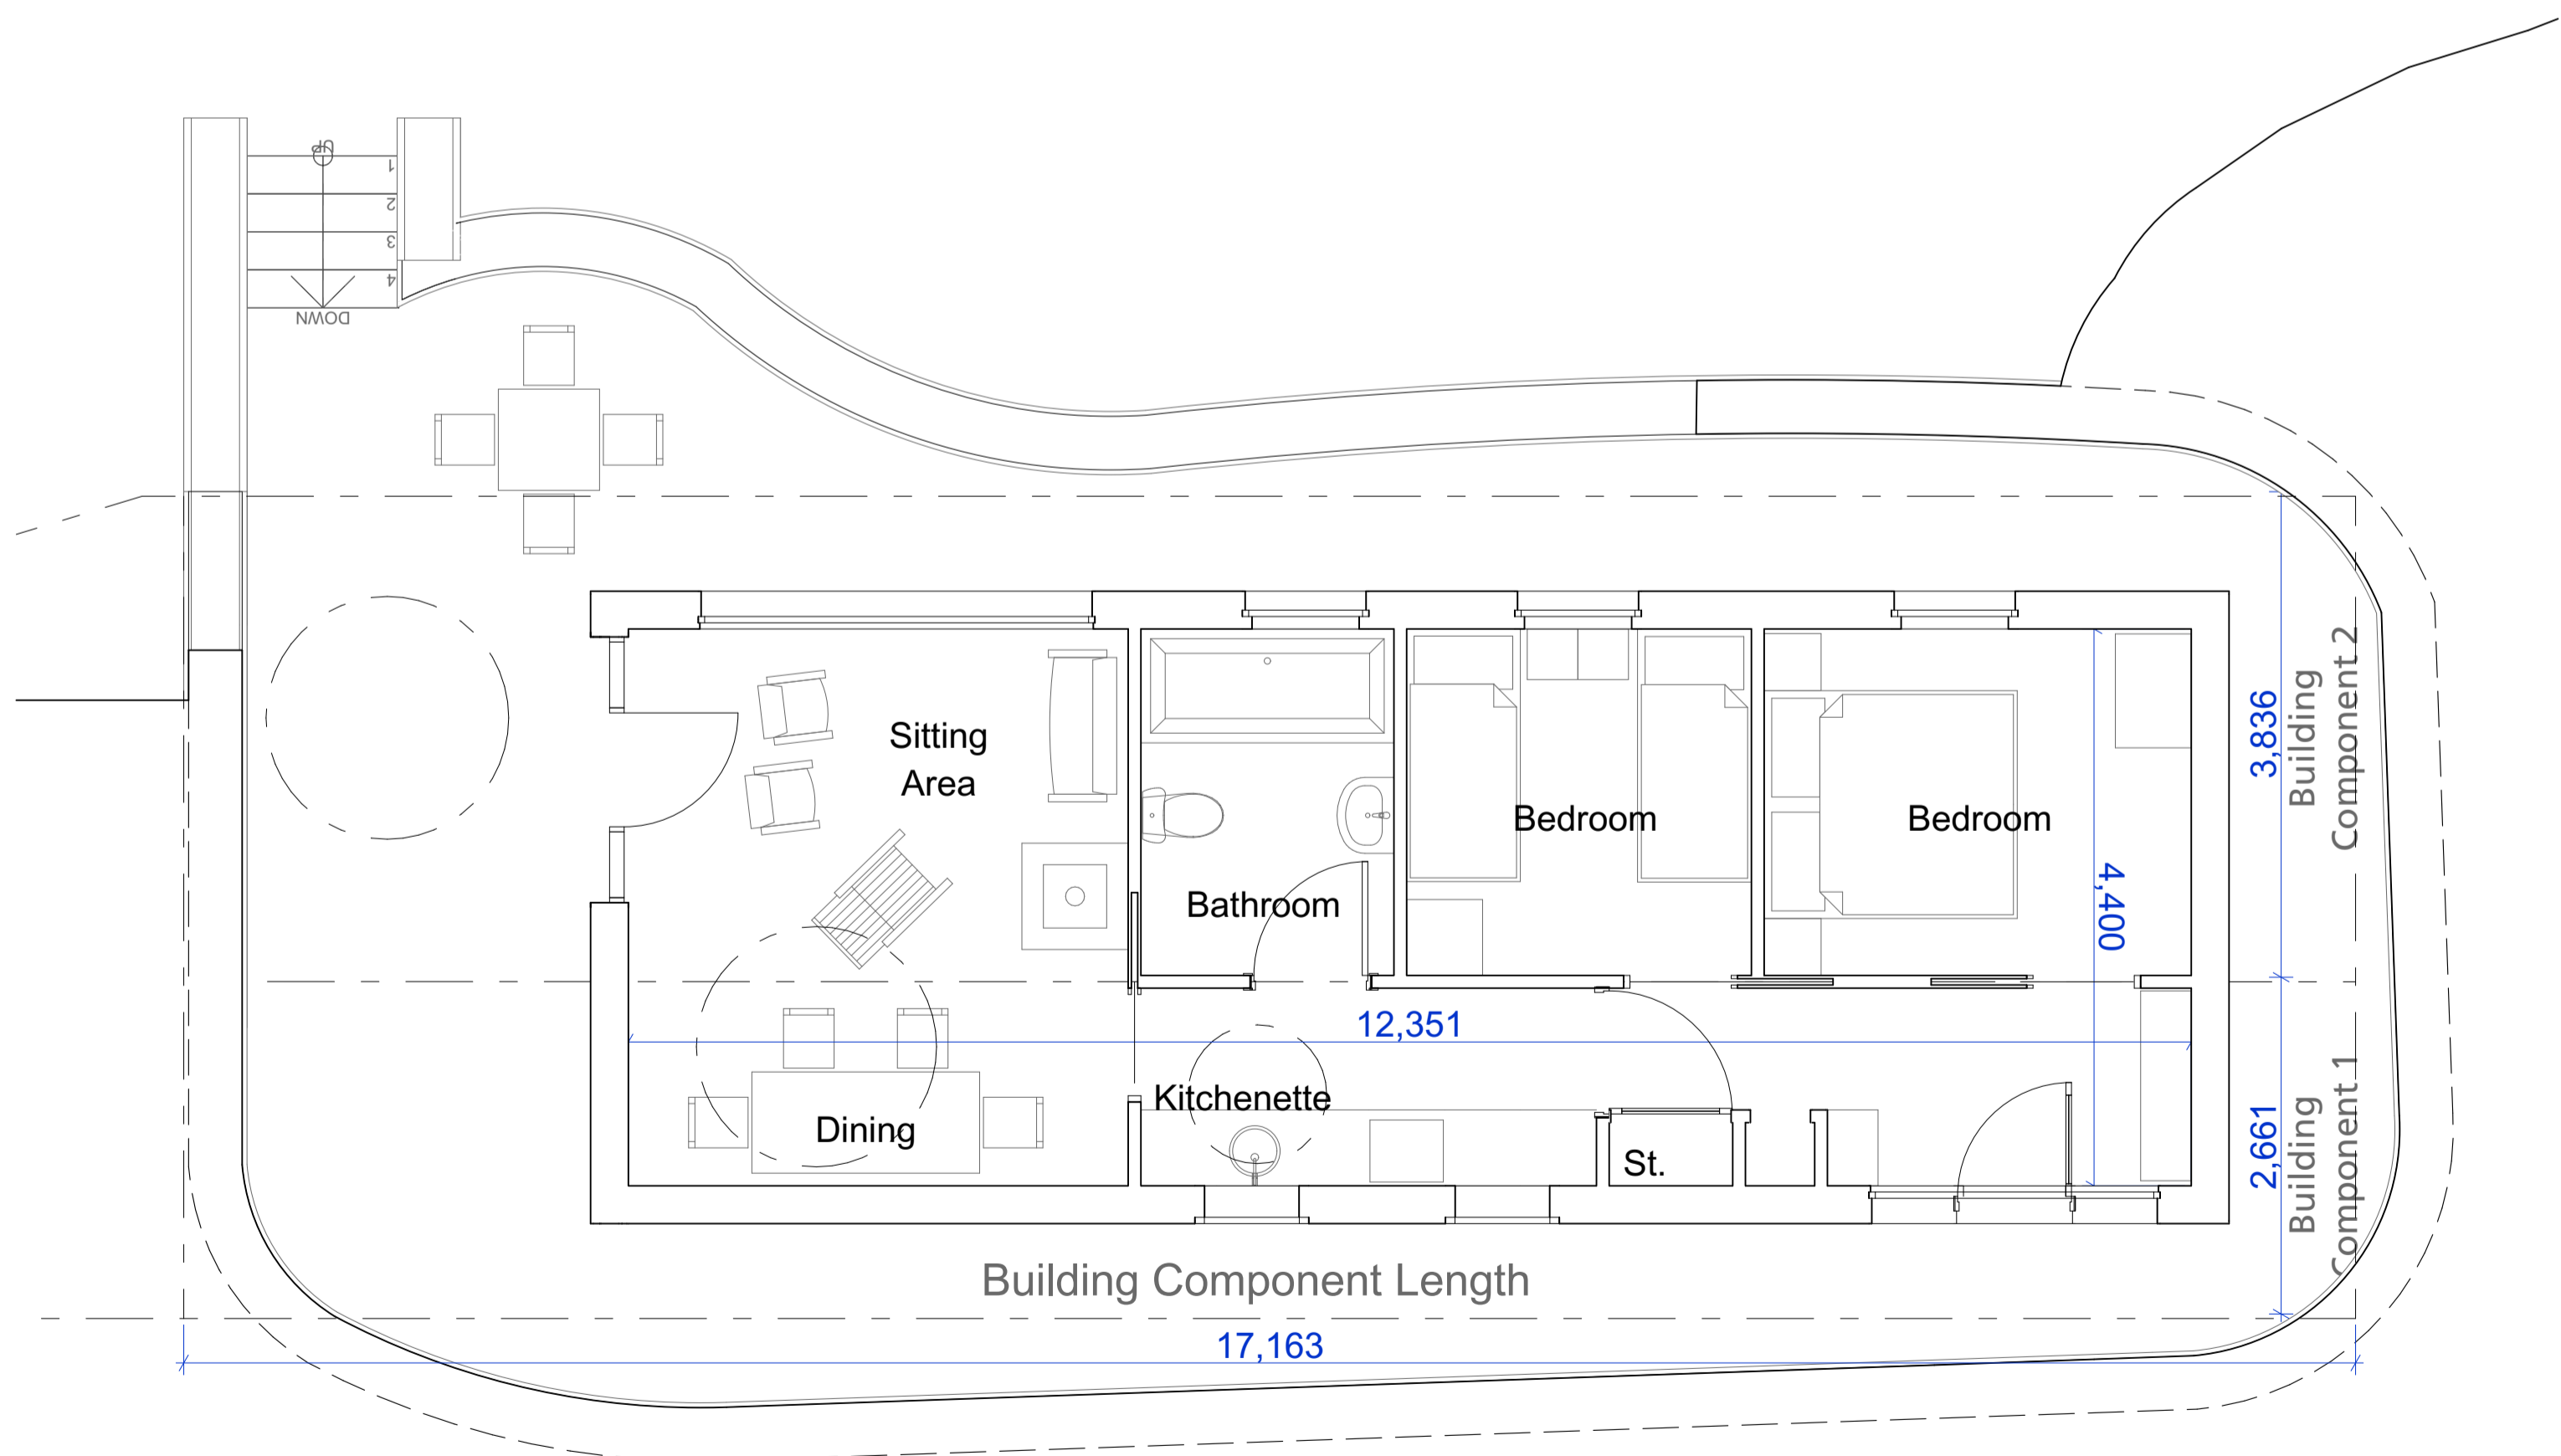 UP
1
2
3
4
DOWN
Sitting
Area
Bedroom
Bedroom
Bathroom
4,400
3,836
Building
Component 2
12,351
Kitchenette
Dining
St.
2,661
Building
Component 1
Building Component Length
17,163